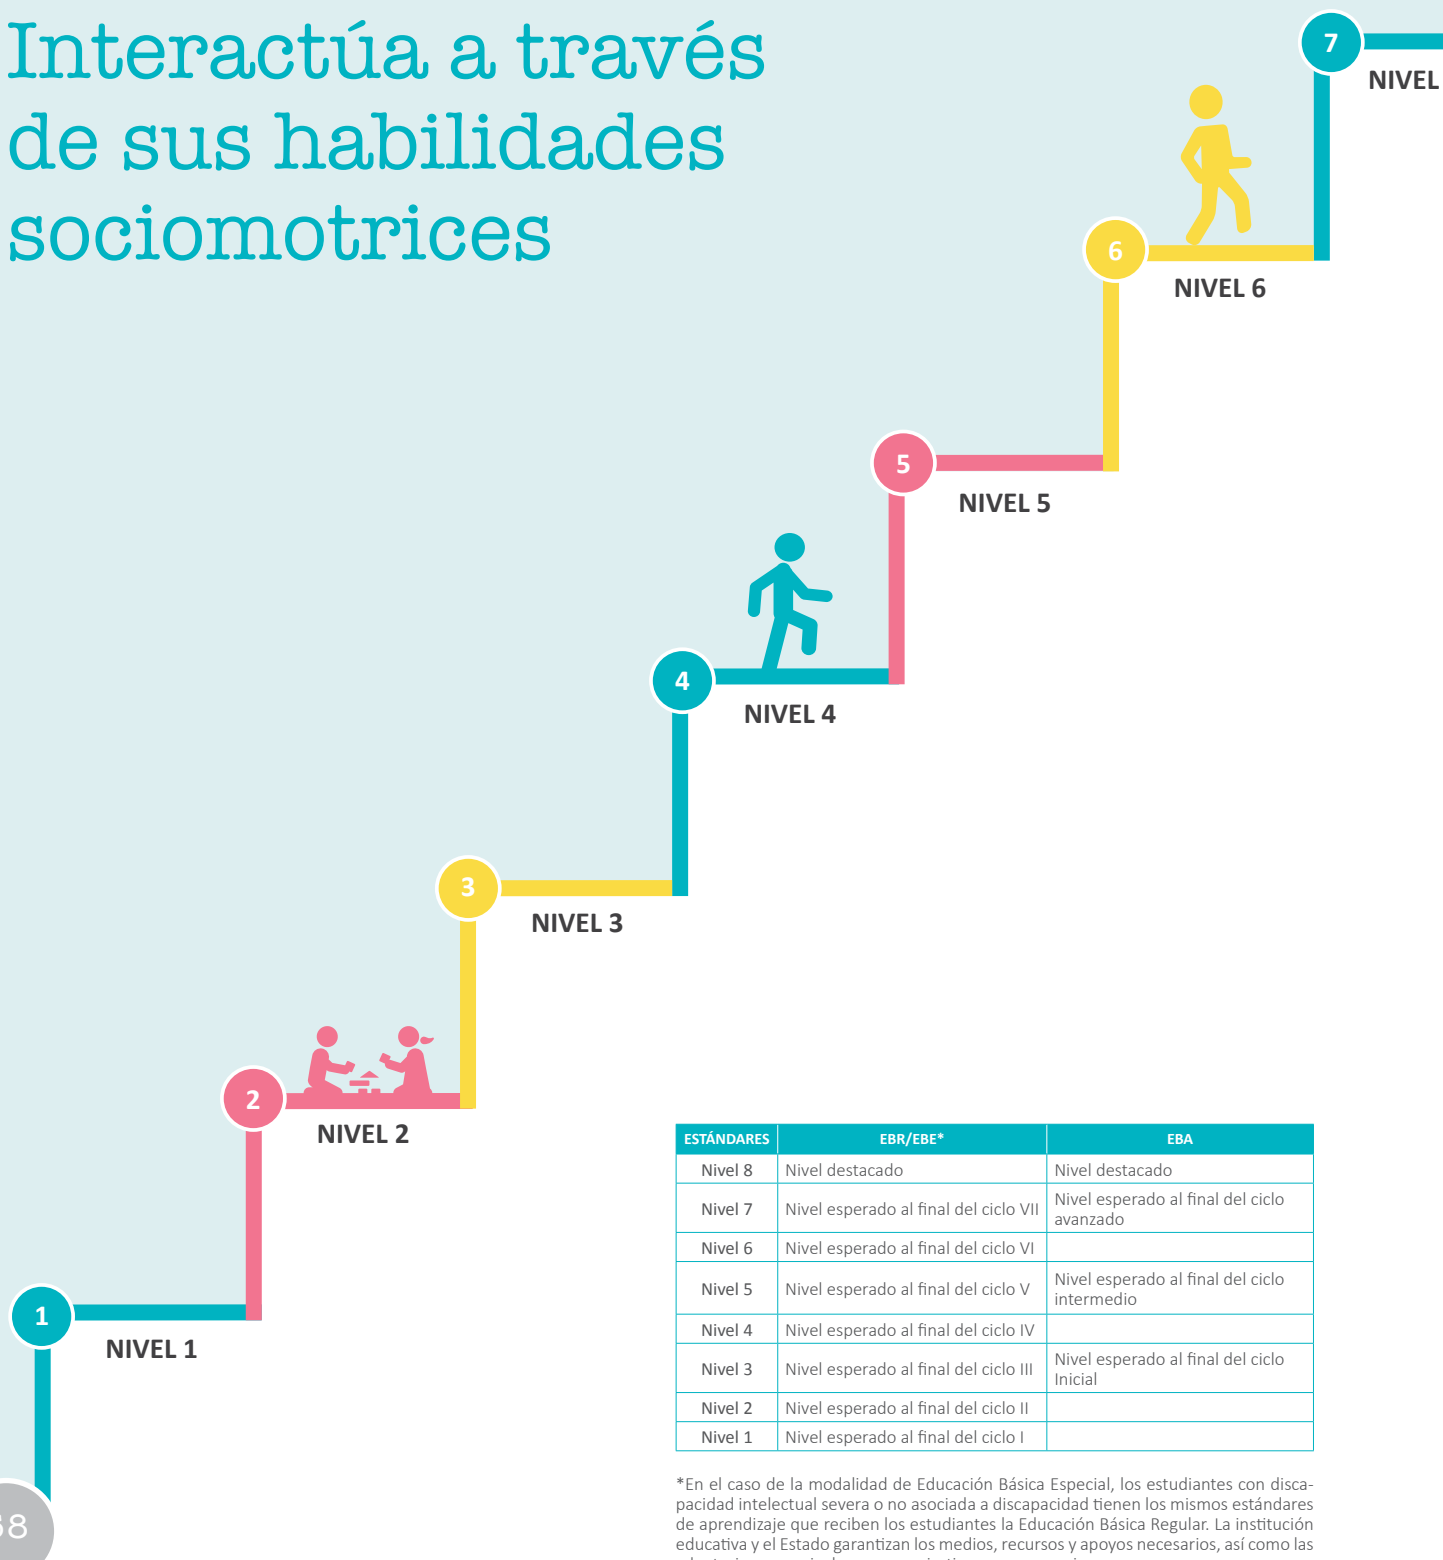 Interactúa a través
de sus habilidades
sociomotrices
7
NIVEL
6
NIVEL 6
5
NIVEL 5
4
NIVEL 4
3
NIVEL 3
2
NIVEL 2
1
NIVEL 1
ESTÁNDARES EBR/EBE* EBA
Nivel 8 Nivel destacado Nivel destacado
Nivel 7 Nivel esperado al final del ciclo VII Nivel esperado al final del ciclo
avanzado
Nivel 6 Nivel esperado al final del ciclo VI
Nivel 5 Nivel esperado al final del ciclo V Nivel esperado al final del ciclo
intermedio
Nivel 4 Nivel esperado al final del ciclo IV
Nivel 3 Nivel esperado al final del ciclo III Nivel esperado al final del ciclo
Inicial
Nivel 2 Nivel esperado al final del ciclo II
Nivel 1 Nivel esperado al final del ciclo I
*En el caso de la modalidad de Educación Básica Especial, los estudiantes con disca-
pacidad intelectual severa o no asociada a discapacidad tienen los mismos estándares
de aprendizaje que reciben los estudiantes la Educación Básica Regular. La institución
educativa y el Estado garantizan los medios, recursos y apoyos necesarios, así como las
8